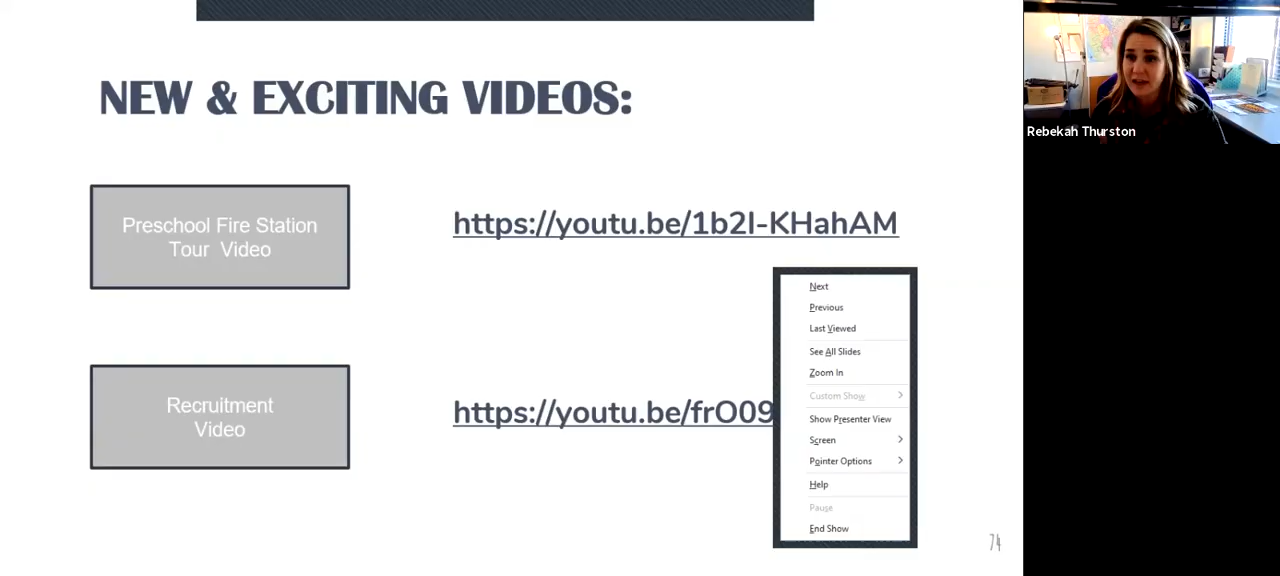 NEW & EXCITING VIDEOS:
Rebekah Thurston
Preschool Fire Station
Tour Video
https://youtu.be/1b2I-KHahAM
Recruitment
Video
https://youtu.be/frO09
Next
Previous
Last Viewed
See All Slides
Zoom In
Custom Show
Show Presenter View
Screen
Pointer Options
Help
Pause
End Show
74